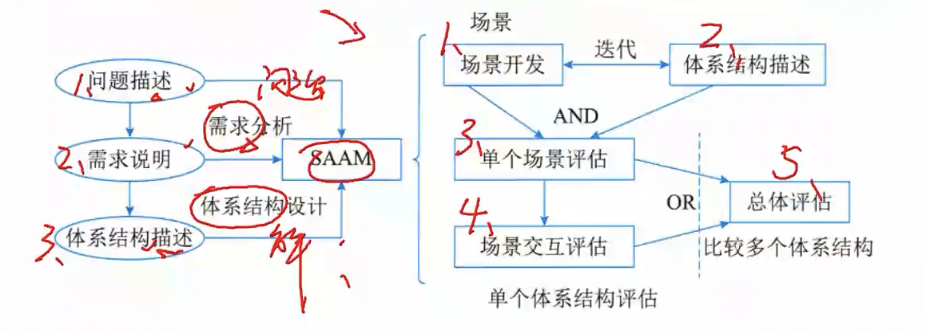 场景
1、场景开发
迭代
2、体系结构描述
1、问题描述
问题
需求分析
AND
2、需求说明
SAAM
3、单个场景评估
5、总体评估
体系结构设计
OR
3、体系结构描述
4、场景交互评估
比较多个体系结构
单个体系结构评估